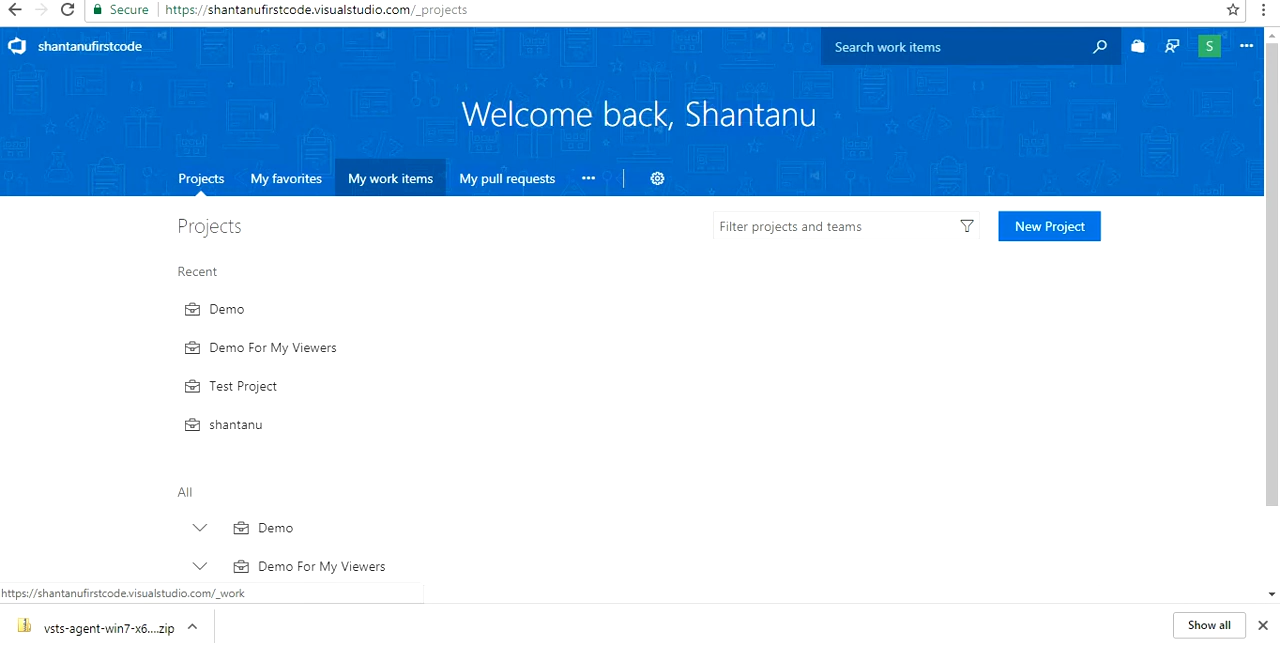 Secure https://shantanufirstcode.visualstudio.com/_projects
shantanufirstcode
Search work items
S
Welcome back, Shantanu
Projects My favorites My work items My pull requests
Projects
Filter projects and teams
New Project
Recent
Demo
Demo For My Viewers
Test Project
shantanu
All
Demo
Demo For My Viewers
https://shantanufirstcode.visualstudio.com/_work
vsts-agent-win7-x6....zip
Show all